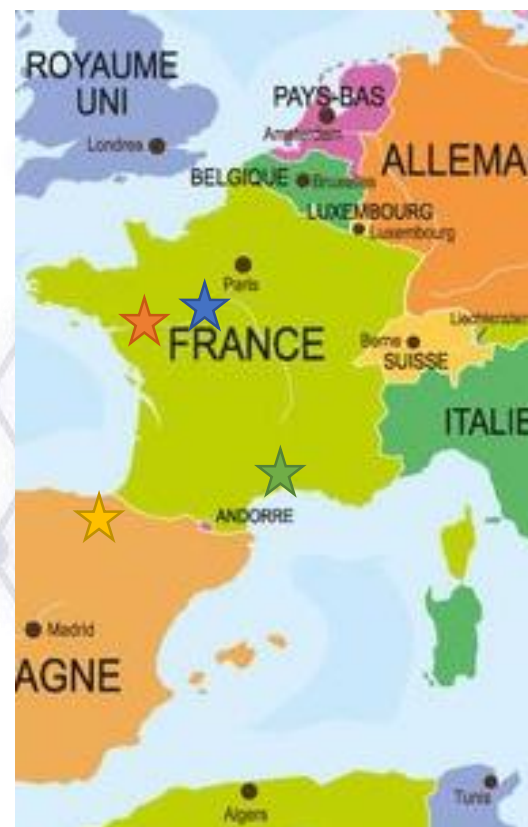 ROYAUME
UNI
PAYS-BAS
Londres
Amsterdam
ALLEMA
BELGIQUE
Bruxelles
LUXEMBOURG
Luxembourg
Paris
Liechtenstein
FRANCE
Berne
SUISSE
ITALIE
ANDORRE
Madrid
AGNE
Algers
Tunis